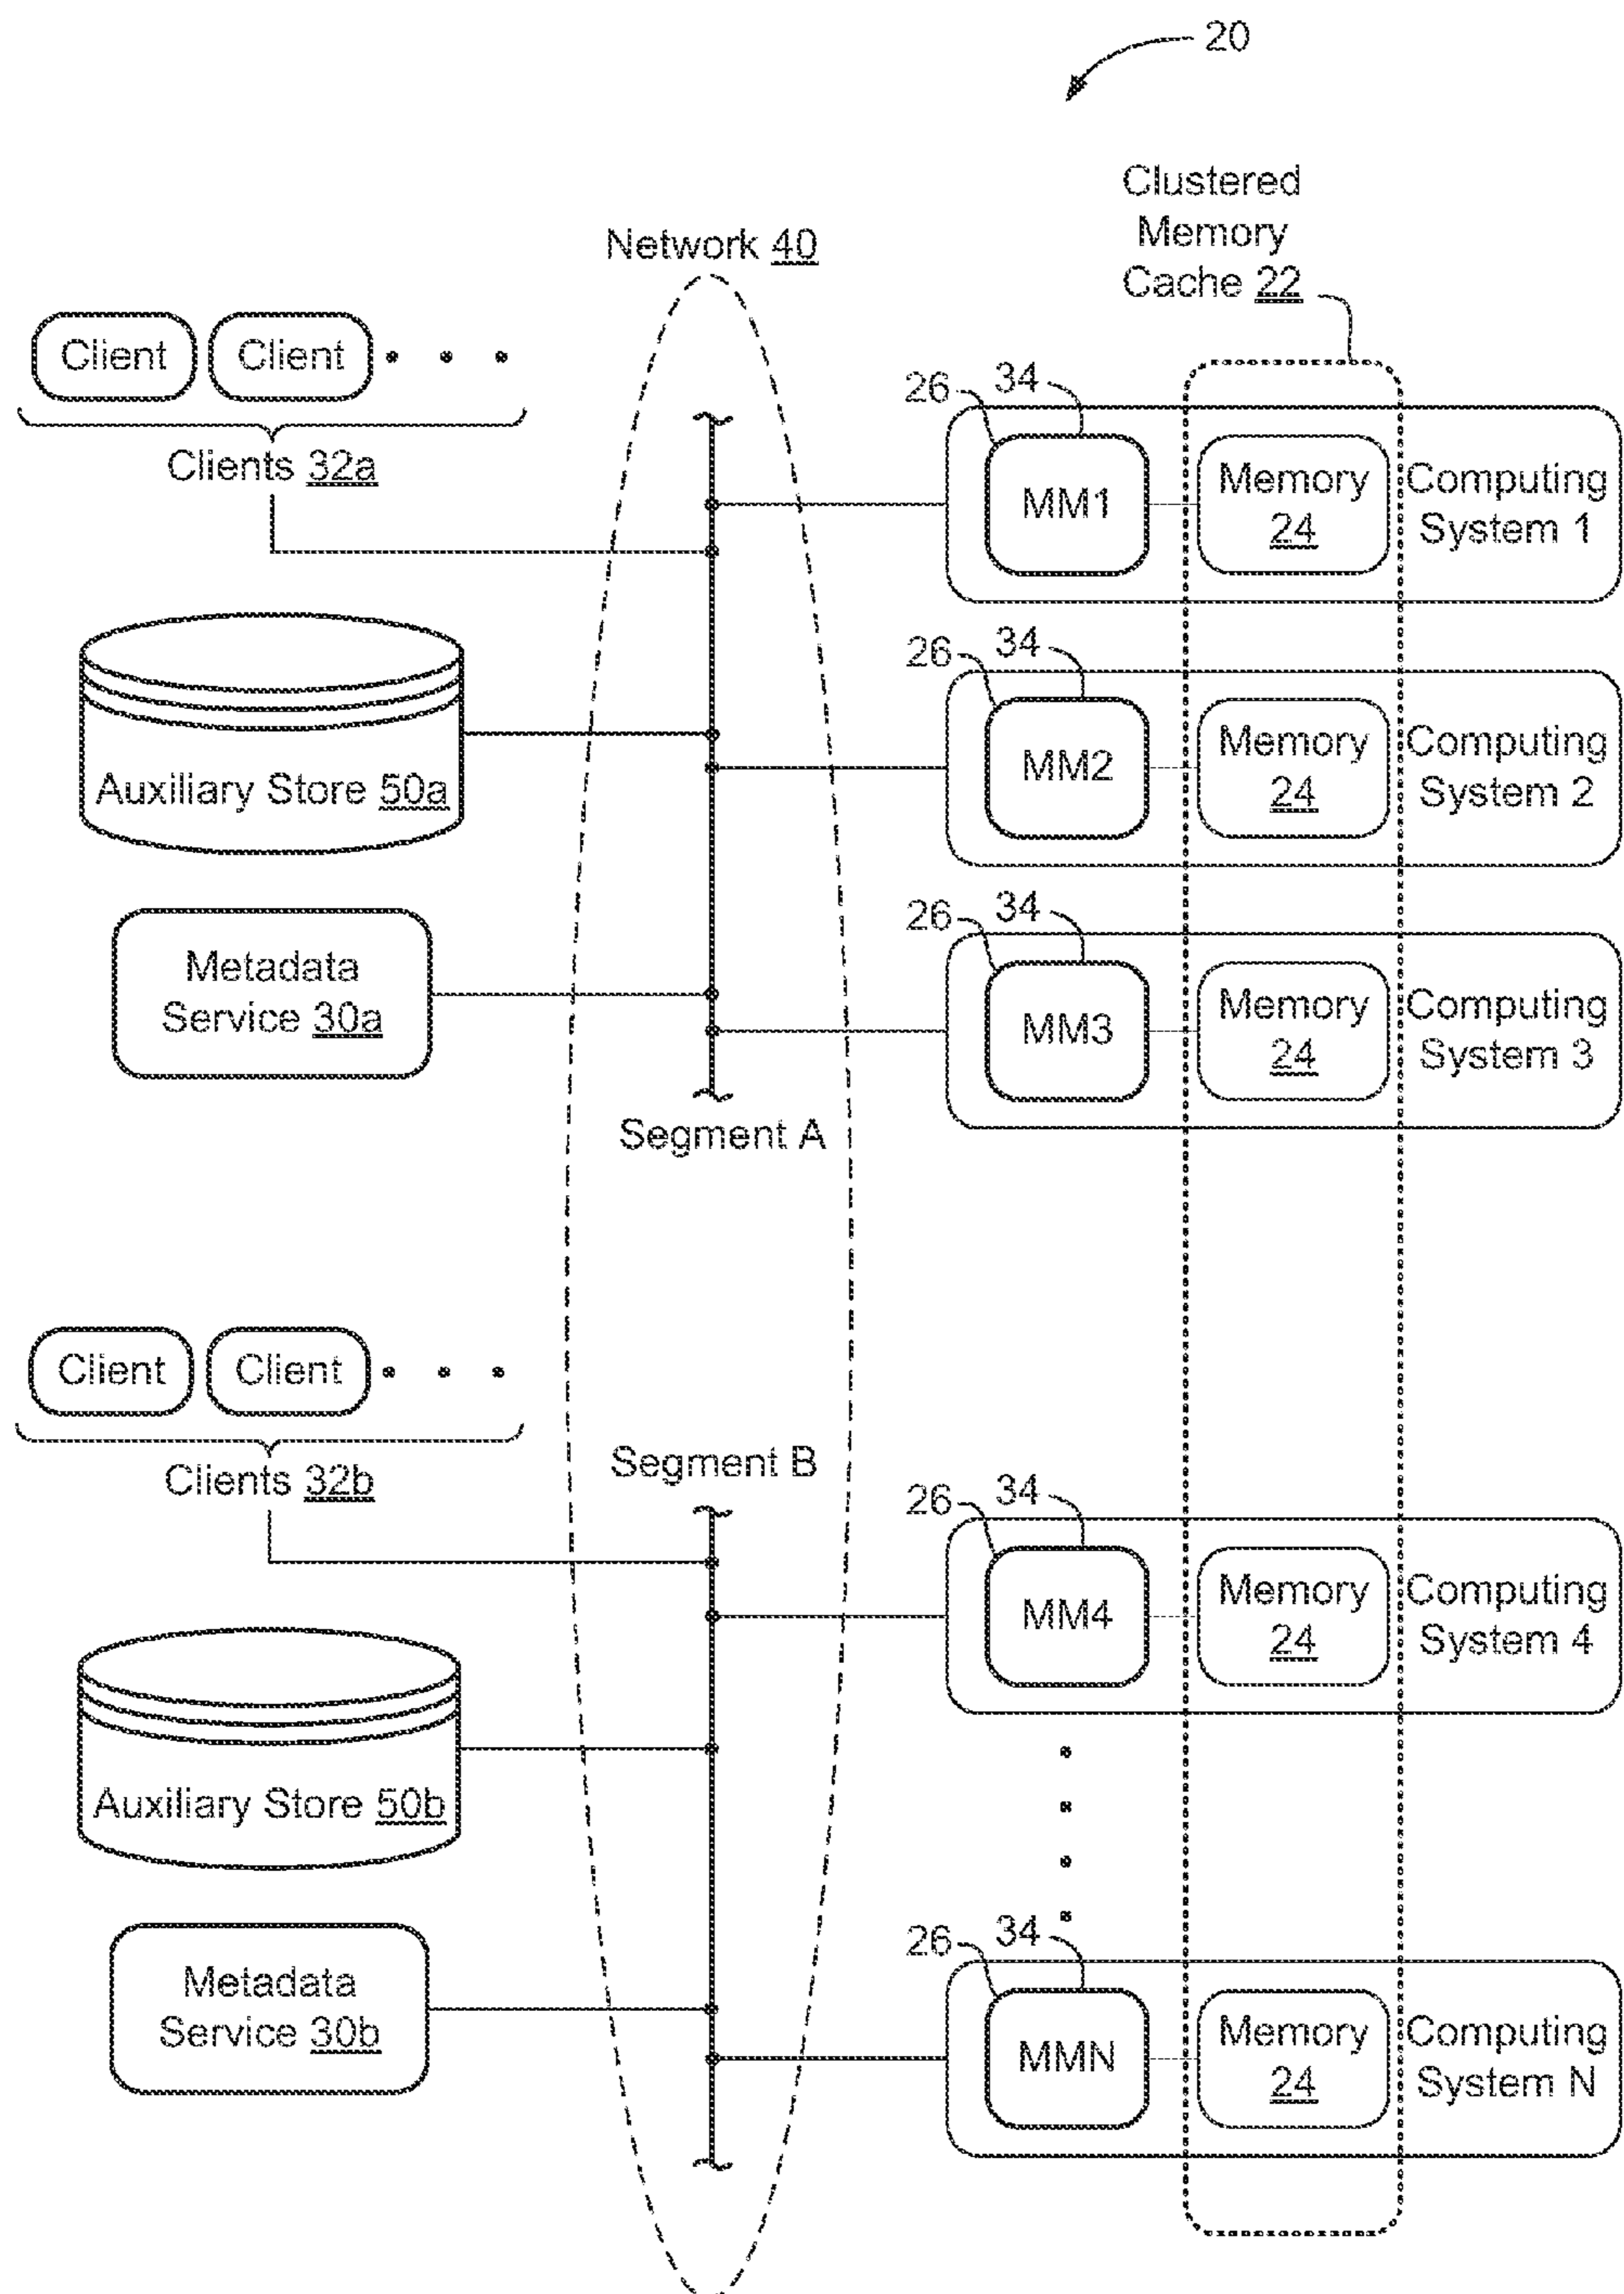 20
Clustered
Memory
Cache 22
Network 40
Client
Client
Clients 32a
26
34
MM1
Memory
24
Computing
System 1
Auxiliary Store 50a
26
34
MM2
Memory
24
Computing
System 2
Metadata
Service 30a
26
34
MM3
Memory
24
Computing
System 3
Segment A
Client
Client
Clients 32b
Segment B
26
34
MM4
Memory
24
Computing
System 4
Auxiliary Store 50b
Metadata
Service 30b
26
34
MMN
Memory
24
Computing
System N